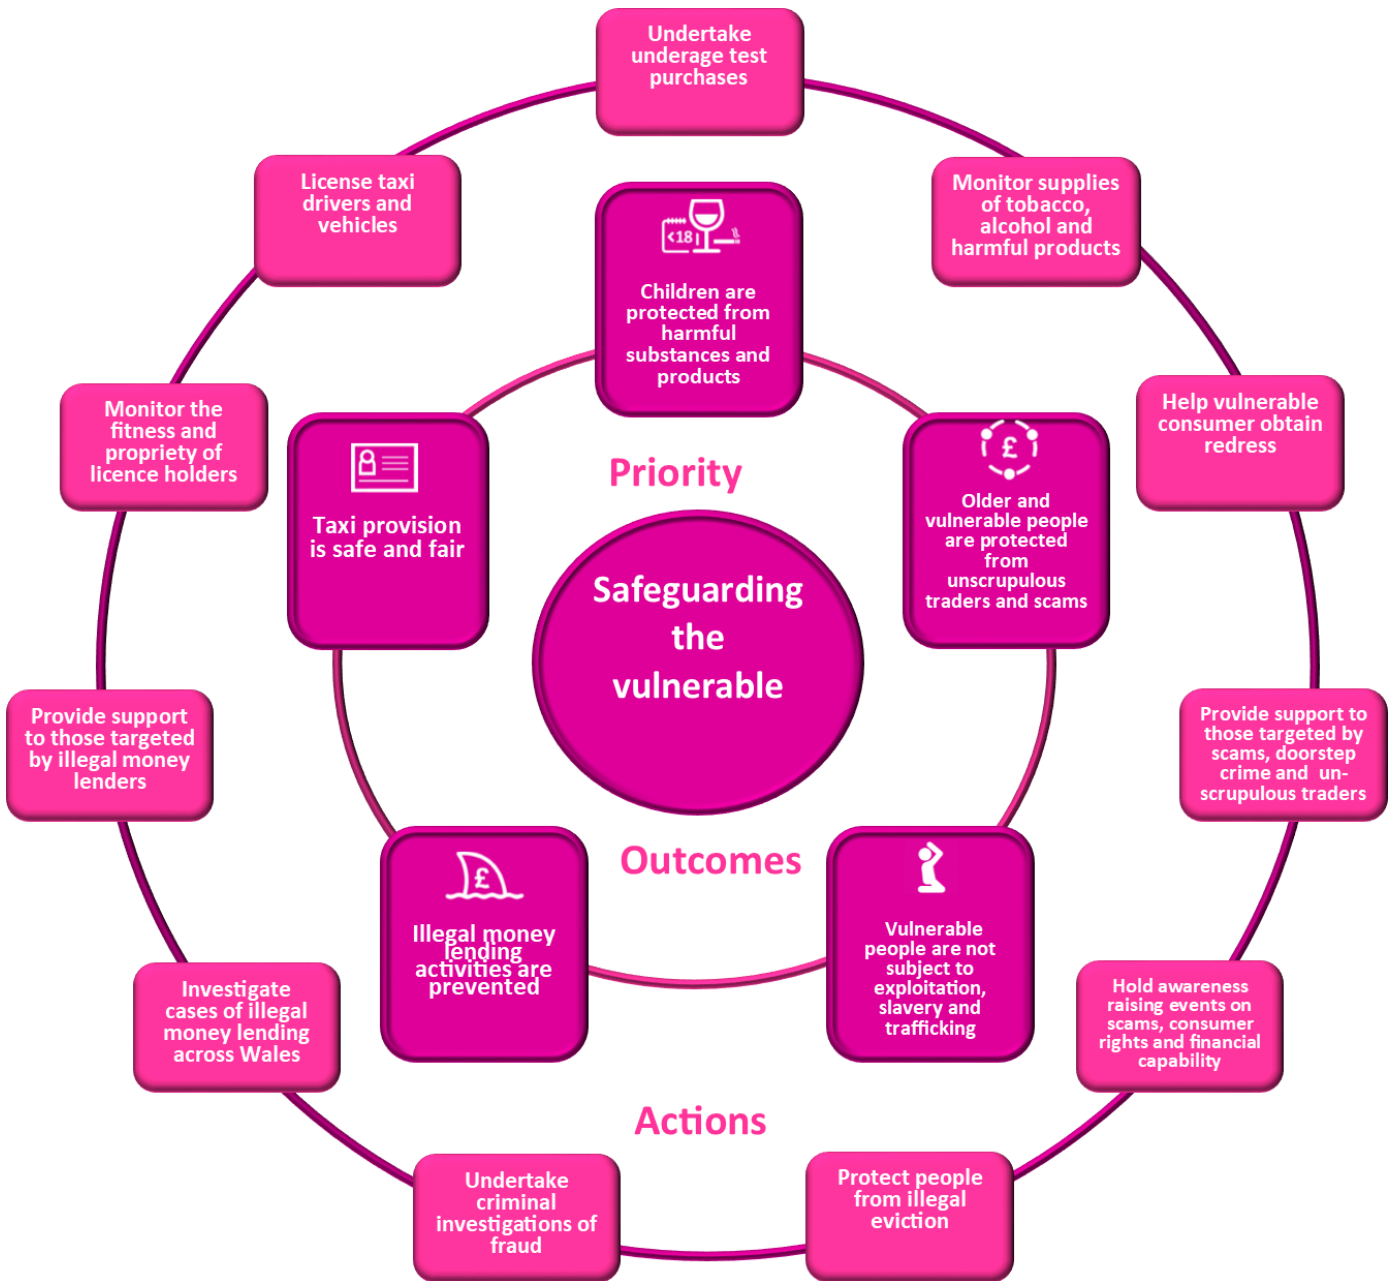 Undertake
underage test
purchases
License taxi
drivers and
vehicles
Monitor supplies
of tobacco,
alcohol and
harmful products
<18
Children are
protected from
harmful
substances and
products
Monitor the
fitness and
propriety of
licence holders
Help vulnerable
consumer obtain
redress
Taxi provision
is safe and fair
Priority
£
Older and
vulnerable people
are protected
from
unscrupulous
traders and scams
Safeguarding
the
vulnerable
Provide support
to those targeted
by illegal money
lenders
Provide support to
those targeted by
scams, doorstep
crime and un-
scrupulous traders
Outcomes
£
Illegal money
lending
activities are
prevented
Vulnerable
people are not
subject to
exploitation,
slavery and
trafficking
Investigate
cases of illegal
money lending
across Wales
Hold awareness
raising events on
scams, consumer
rights and financial
capability
Actions
Undertake
criminal
investigations of
fraud
Protect people
from illegal
eviction